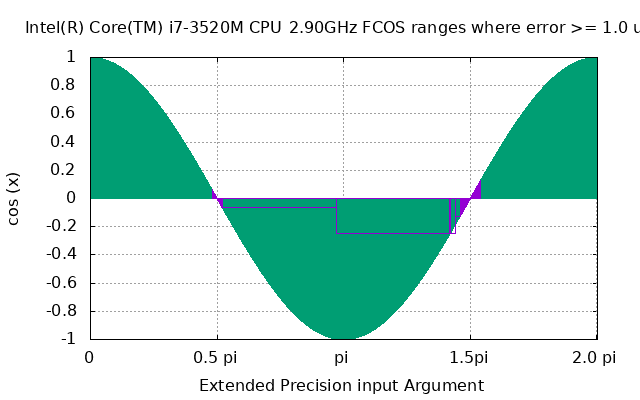 Intel(R) Core(TM) i7-3520M CPU 2.90GHz FCOS ranges where error >= 1.0 u
1
0.8
0.6
0.4
0.2
0
-0.2
-0.4
-0.6
-0.8
-1
cos (x)
0 0.5 pi pi 1.5pi 2.0 pi
Extended Precision input Argument